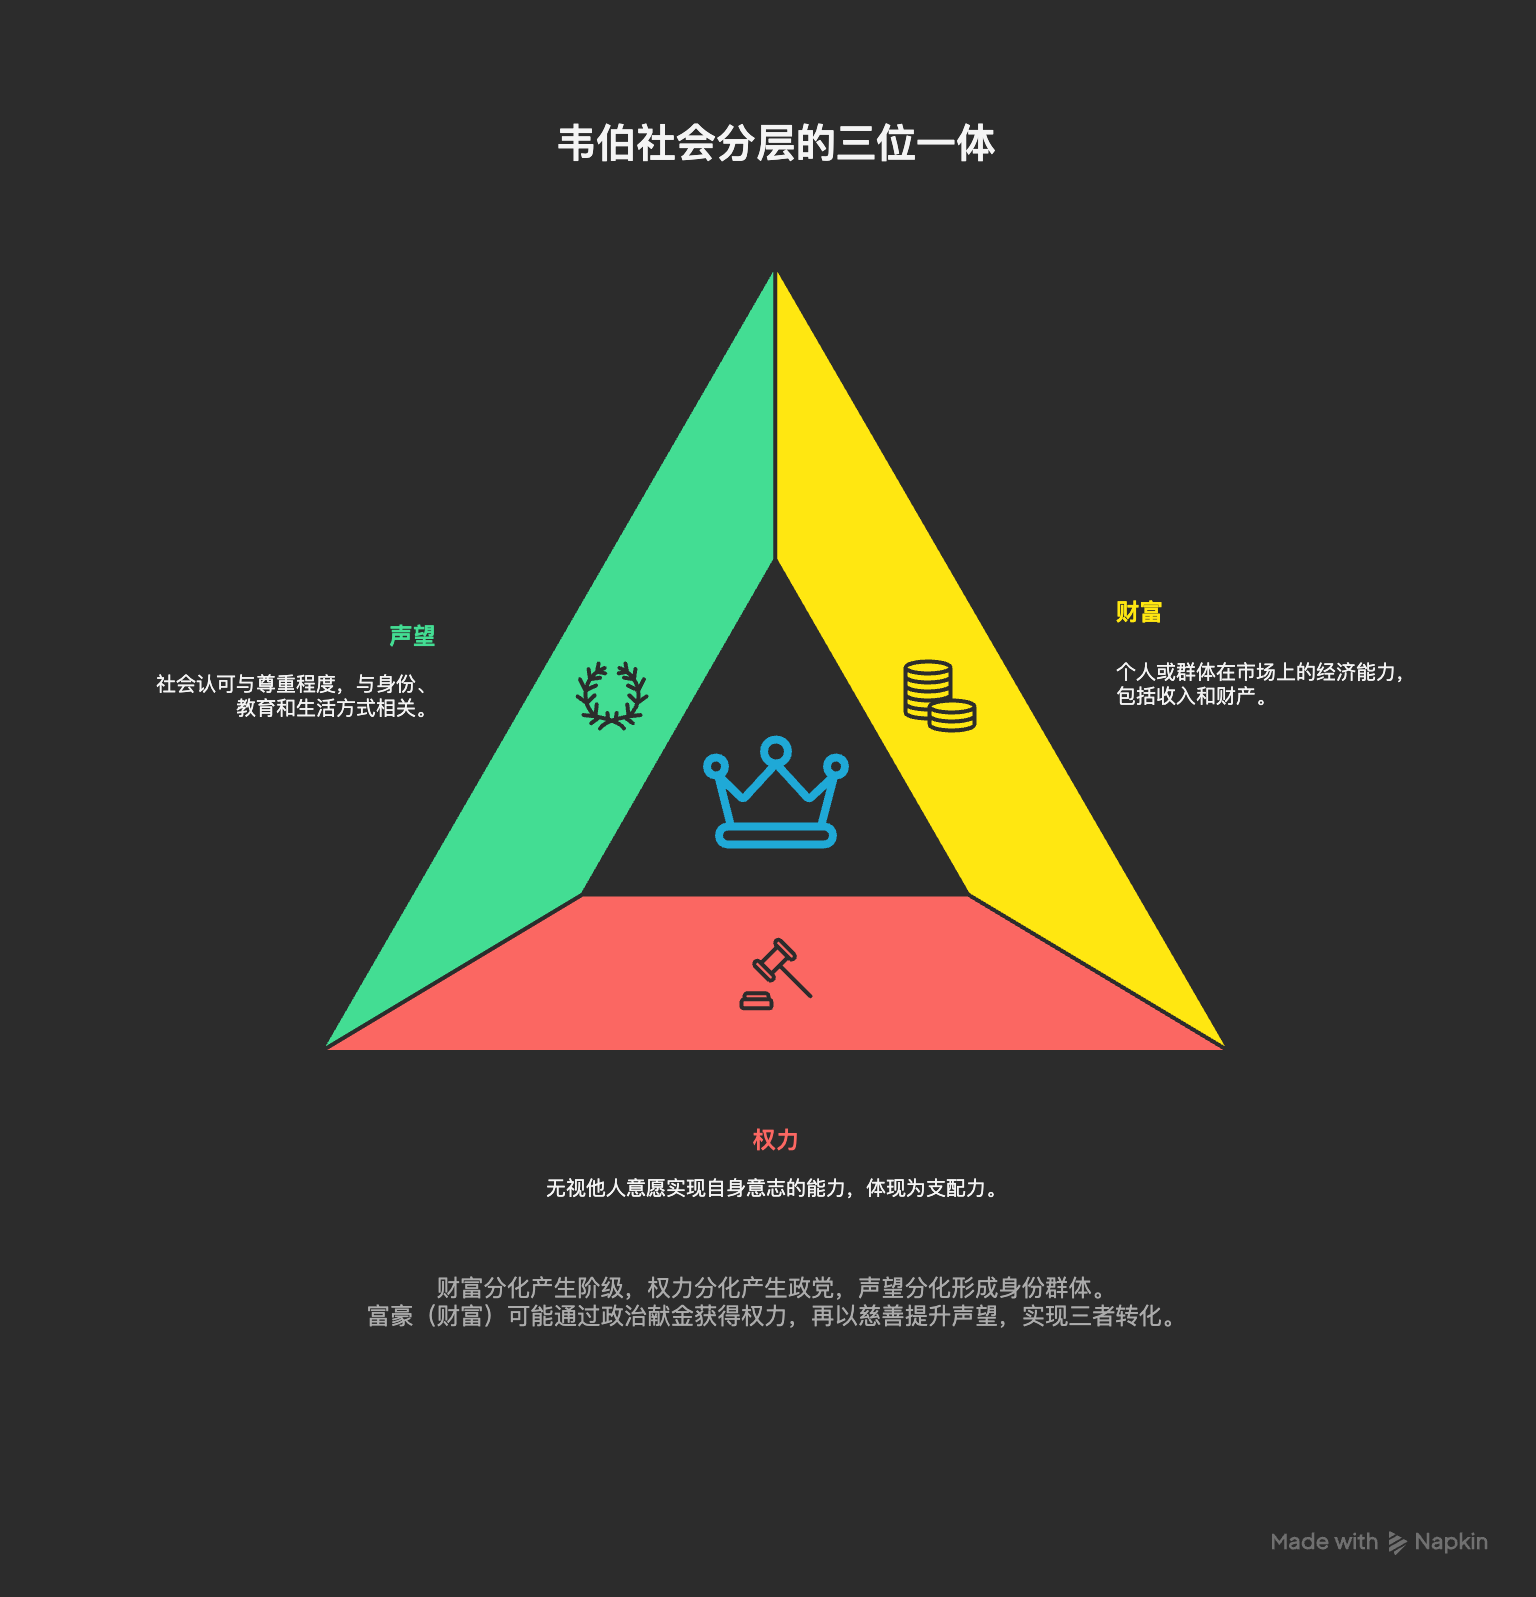 韦伯社会分层的三位一体
声望
社会认可与尊重程度，与身份、
教育和生活方式相关。
财富
个人或群体在市场上的经济能力，
包括收入和财产。
权力
无视他人意愿实现自身意志的能力，体现为支配力。
财富分化产生阶级，权力分化产生政党，声望分化形成身份群体。
富豪（财富）可能通过政治献金获得权力，再以慈善提升声望，实现三者转化。
Made with Napkin